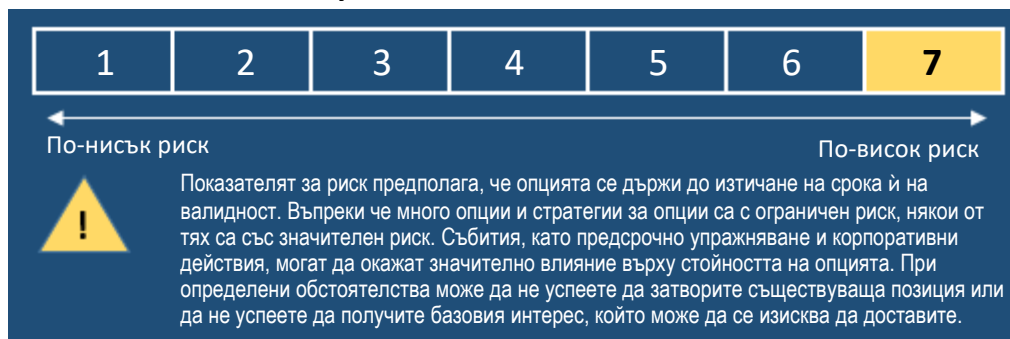 1 2 3 4 5 6 7
По-нисък риск По-висок риск
!
Показателят за риск предполага, че опцията се държи до изтичане на срока ѝ на
валидност. Въпреки че много опции и стратегии за опции са с ограничен риск, някои от
тях са със значителен риск. Събития, като предсрочно упражняване и корпоративни
действия, могат да окажат значително влияние върху стойността на опцията. При
определени обстоятелства може да не успеете да затворите съществуваща позиция или
да не успеете да получите базовия интерес, който може да се изисква да доставите.